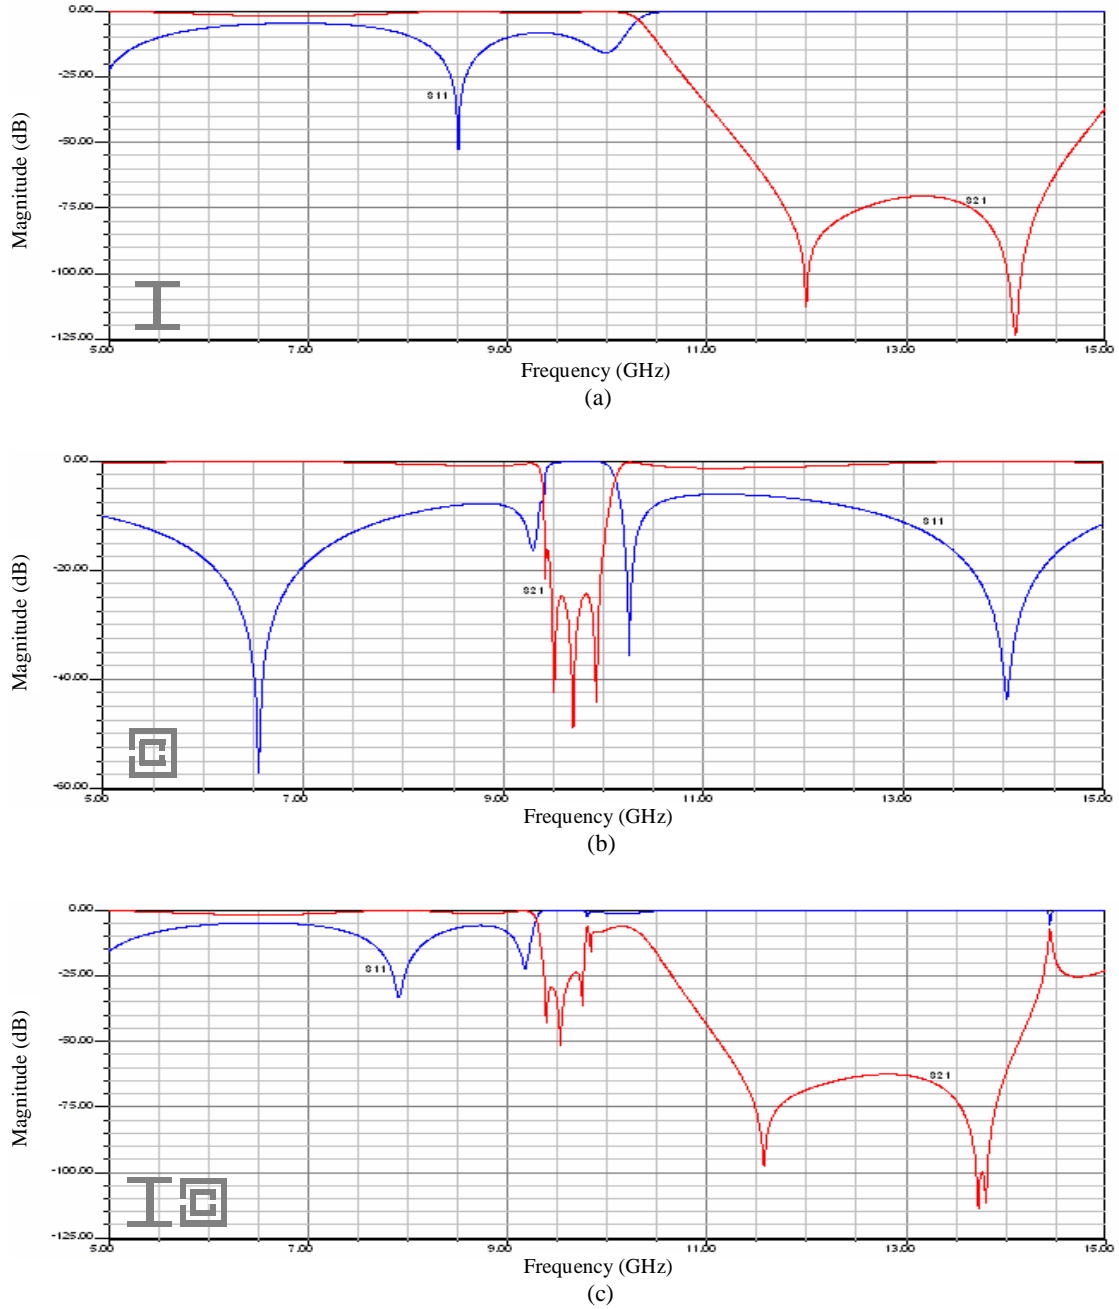 0.00
-25.00
-50.00
-75.00
-100.00
-125.00
Magnitude (dB)
S11
S21
5.00 7.00 9.00 11.00 13.00 15.00
Frequency (GHz)
(a)
0.00
-20.00
-40.00
-60.00
Magnitude (dB)
S11
S21
5.00 7.00 9.00 11.00 13.00 15.00
Frequency (GHz)
(b)
0.00
-25.00
-50.00
-75.00
-100.00
-125.00
Magnitude (dB)
S11
S21
5.00 7.00 9.00 11.00 13.00 15.00
Frequency (GHz)
(c)